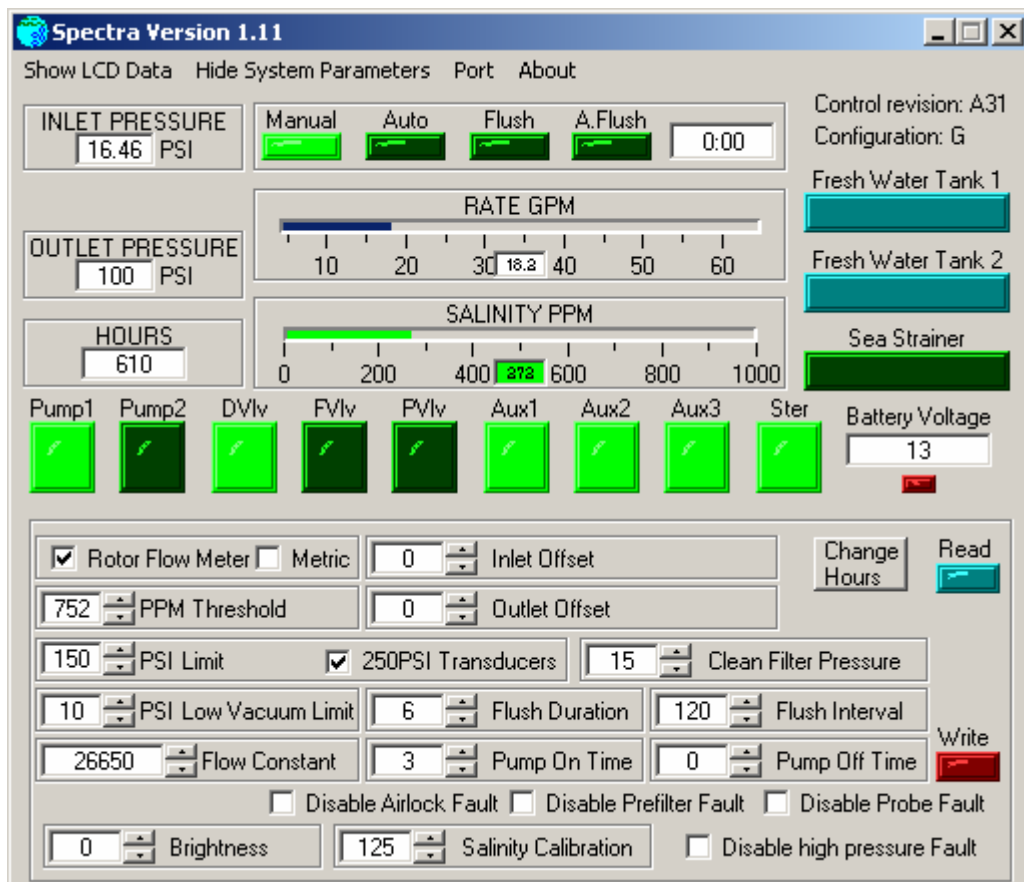 Spectra Version 1.11
Show LCD Data Hide System Parameters Port About
INLET PRESSURE
16.46 PSI
Manual Auto Flush A.Flush
0:00
Control revision: A31
Configuration: G
Fresh Water Tank 1
RATE GPM
10 20 30 18.2 40 50 60
OUTLET PRESSURE
100 PSI
Fresh Water Tank 2
SALINITY PPM
0 200 400 272 600 800 1000
HOURS
610
Sea Strainer
Pump1 Pump2 DVlv FVlv PVlv Aux1 Aux2 Aux3 Ster
Battery Voltage
13
Rotor Flow Meter Metric 0 Inlet Offset
Change
Hours
Read
752 PPM Threshold 0 Outlet Offset
150 PSI Limit 250PSI Transducers 15 Clean Filter Pressure
10 PSI Low Vacuum Limit 6 Flush Duration 120 Flush Interval
Write
26650 Flow Constant 3 Pump On Time 0 Pump Off Time
Disable Airlock Fault Disable Prefilter Fault Disable Probe Fault
0 Brightness 125 Salinity Calibration Disable high pressure Fault